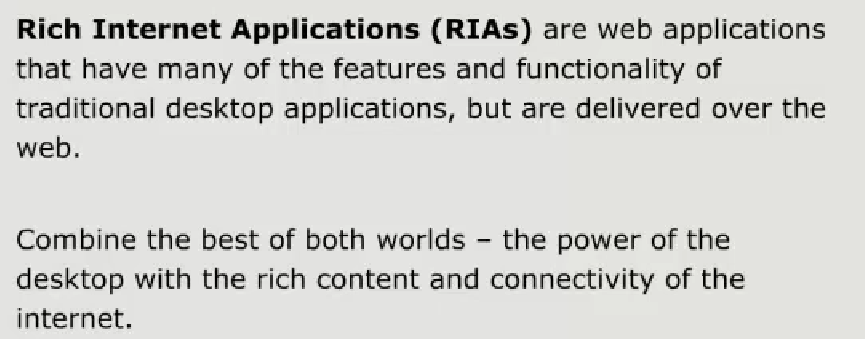 Rich Internet Applications (RIAs) are web applications
that have many of the features and functionality of
traditional desktop applications, but are delivered over the
web.
Combine the best of both worlds – the power of the
desktop with the rich content and connectivity of the
internet.